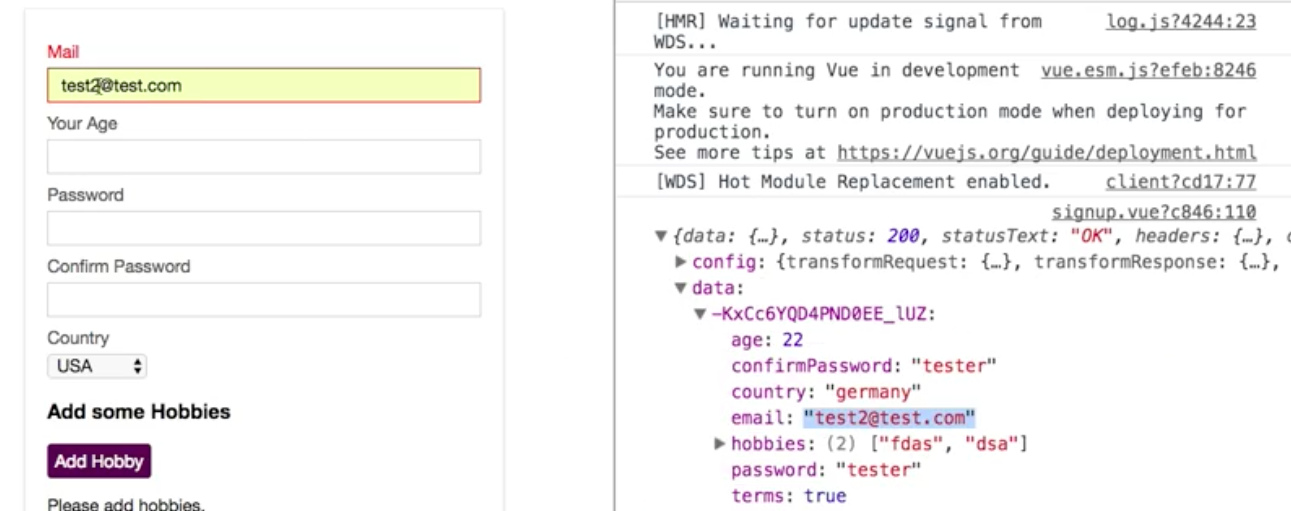 Mail
test2@test.com
Your Age
Password
Confirm Password
Country
USA
Add some Hobbies
Add Hobby
Please add hobbies.
[HMR] Waiting for update signal from log.js?4244:23
WDS...
You are running Vue in development vue.esm.js?efeb:8246
mode.
Make sure to turn on production mode when deploying for
production.
See more tips at https://vuejs.org/guide/deployment.html
[WDS] Hot Module Replacement enabled. client?cd17:77
signup.vue?c846:110
▼{data: {…}, status: 200, statusText: "OK", headers: {…}, c
▶config: {transformRequest: {…}, transformResponse: {…},
▼data:
▼-KxCc6YQD4PND0EE_lUZ:
age: 22
confirmPassword: "tester"
country: "germany"
email: "test2@test.com"
▶hobbies: (2) ["fdas", "dsa"]
password: "tester"
terms: true